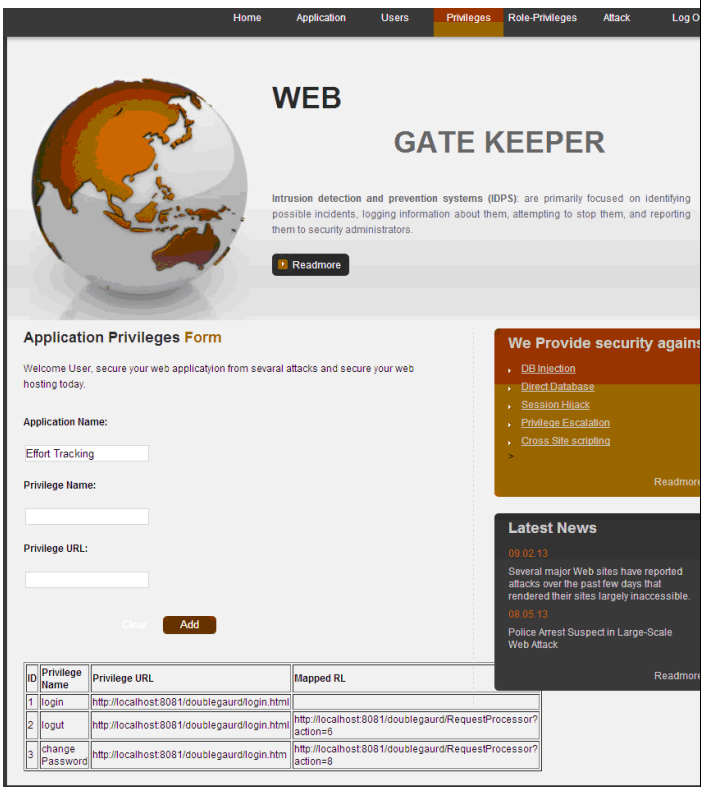 Home Application Users Privileges Role-Privileges Attack Log O
WEB
GATE KEEPER
Intrusion detection and prevention systems (IDPS): are primarily focused on identifying
possible incidents, logging information about them, attempting to stop them, and reporting
them to security administrators.
Readmore
Application Privileges Form
Welcome User, secure your web applicatyion from sevaral attacks and secure your web
hosting today.
Application Name:
Effort Tracking
Privilege Name:
Privilege URL:
Clear Add
ID Privilege Name Privilege URL Mapped RL
1 login http://localhost:8081/doublegaurd/login.html
2 logut http://localhost:8081/doublegaurd/login.html http://localhost:8081/doublegaurd/RequestProcessor?
action=6
3 change Password http://localhost:8081/doublegaurd/login.htm http://localhost:8081/doublegaurd/RequestProcessor?
action=8
We Provide security agains
DB Injection
Direct Database
Session Hijack
Privilege Escalation
Cross Site scripting
>
Readmore
Latest News
09.02.13
Several major Web sites have reported
attacks over the past few days that
rendered their sites largely inaccessible.
08.05.13
Police Arrest Suspect in Large-Scale
Web Attack
Readmore